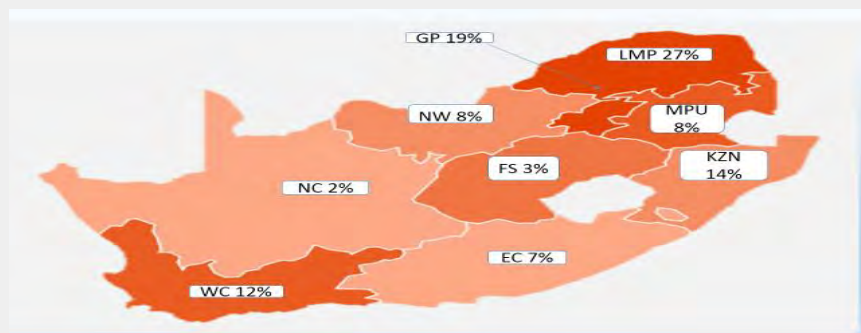 GP 19%
LMP 27%
NW 8%
MPU
8%
FS 3%
KZN
14%
NC 2%
EC 7%
WC 12%